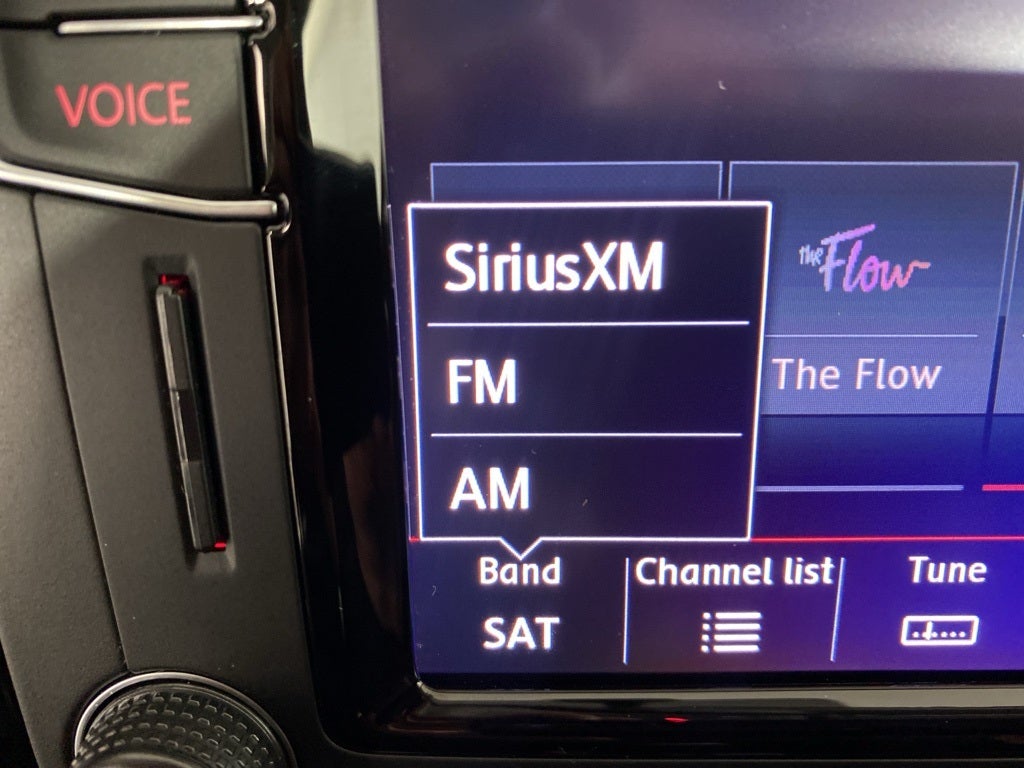 VOICE
SiriusXM
FM
AM
the Flow
The Flow
Band
SAT
Channel list
Tune